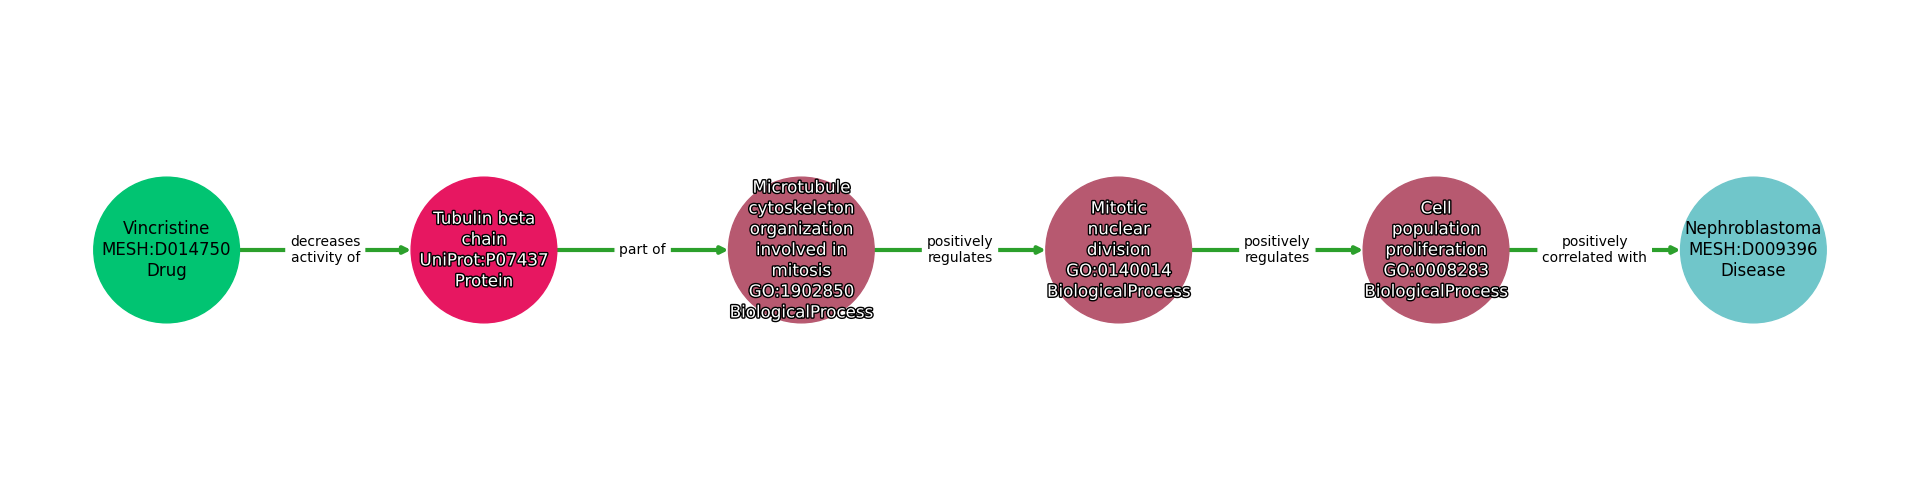 Vincristine
MESH:D014750
Drug
decreases
activity of
Tubulin beta
chain
UniProt:P07437
Protein
part of
Microtubule
cytoskeleton
organization
involved in
mitosis
GO:1902850
BiologicalProcess
positively
regulates
Mitotic
nuclear
division
GO:0140014
BiologicalProcess
positively
regulates
Cell
population
proliferation
GO:0008283
BiologicalProcess
positively
correlated with
Nephroblastoma
MESH:D009396
Disease